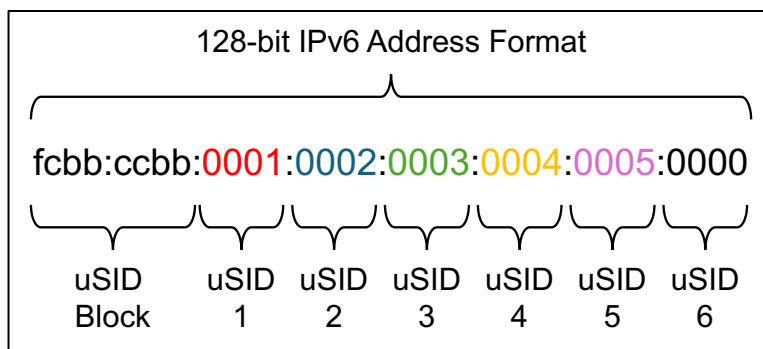 128-bit IPv6 Address Format
fcbb:ccbb:0001:0002:0003:0004:0005:0000
uSID uSID uSID uSID uSID uSID uSID
Block 1 2 3 4 5 6